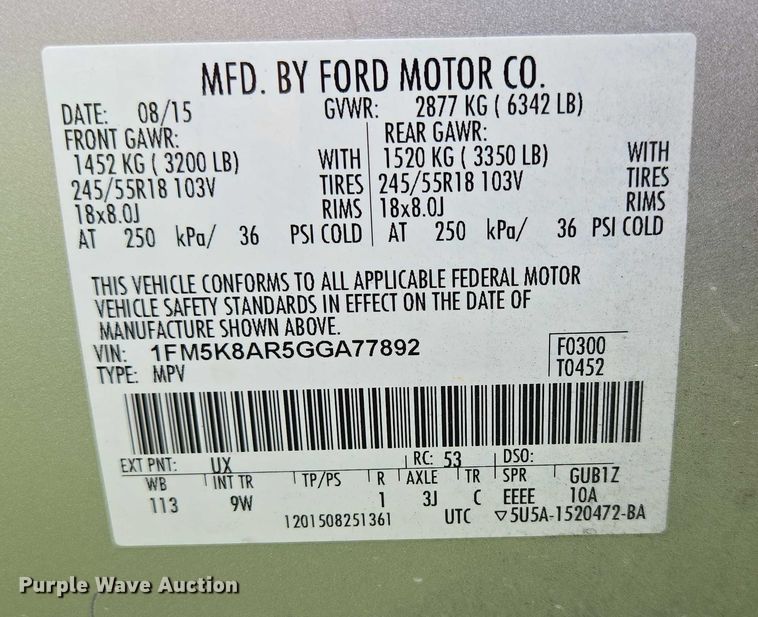 MFD. BY FORD MOTOR CO.
DATE: 08/15 GVWR: 2877 KG ( 6342 LB)
FRONT GAWR: REAR GAWR:
1452 KG ( 3200 LB) WITH 1520 KG ( 3350 LB) WITH
245/55R18 103V TIRES 245/55R18 103V TIRES
18x8.0J RIMS 18x8.0J RIMS
AT 250 kPa/ 36 PSI COLD AT 250 kPa/ 36 PSI COLD
THIS VEHICLE CONFORMS TO ALL APPLICABLE FEDERAL MOTOR
VEHICLE SAFETY STANDARDS IN EFFECT ON THE DATE OF
MANUFACTURE SHOWN ABOVE.
VIN: 1FM5K8AR5GGA77892 F0300
TYPE: MPV T0452
EXT PNT: UX RC: 53 DSO:
WB INT TR TP/PS R AXLE TR SPR GUB1Z
113 9W 1 3J C EEEE 10A
1201508251361 UTC ▽5U5A-1520472-BA
Purple Wave Auction